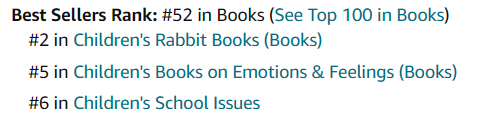 Best Sellers Rank: #52 in Books (See Top 100 in Books)
#2 in Children's Rabbit Books (Books)
#5 in Children's Books on Emotions & Feelings (Books)
#6 in Children's School Issues